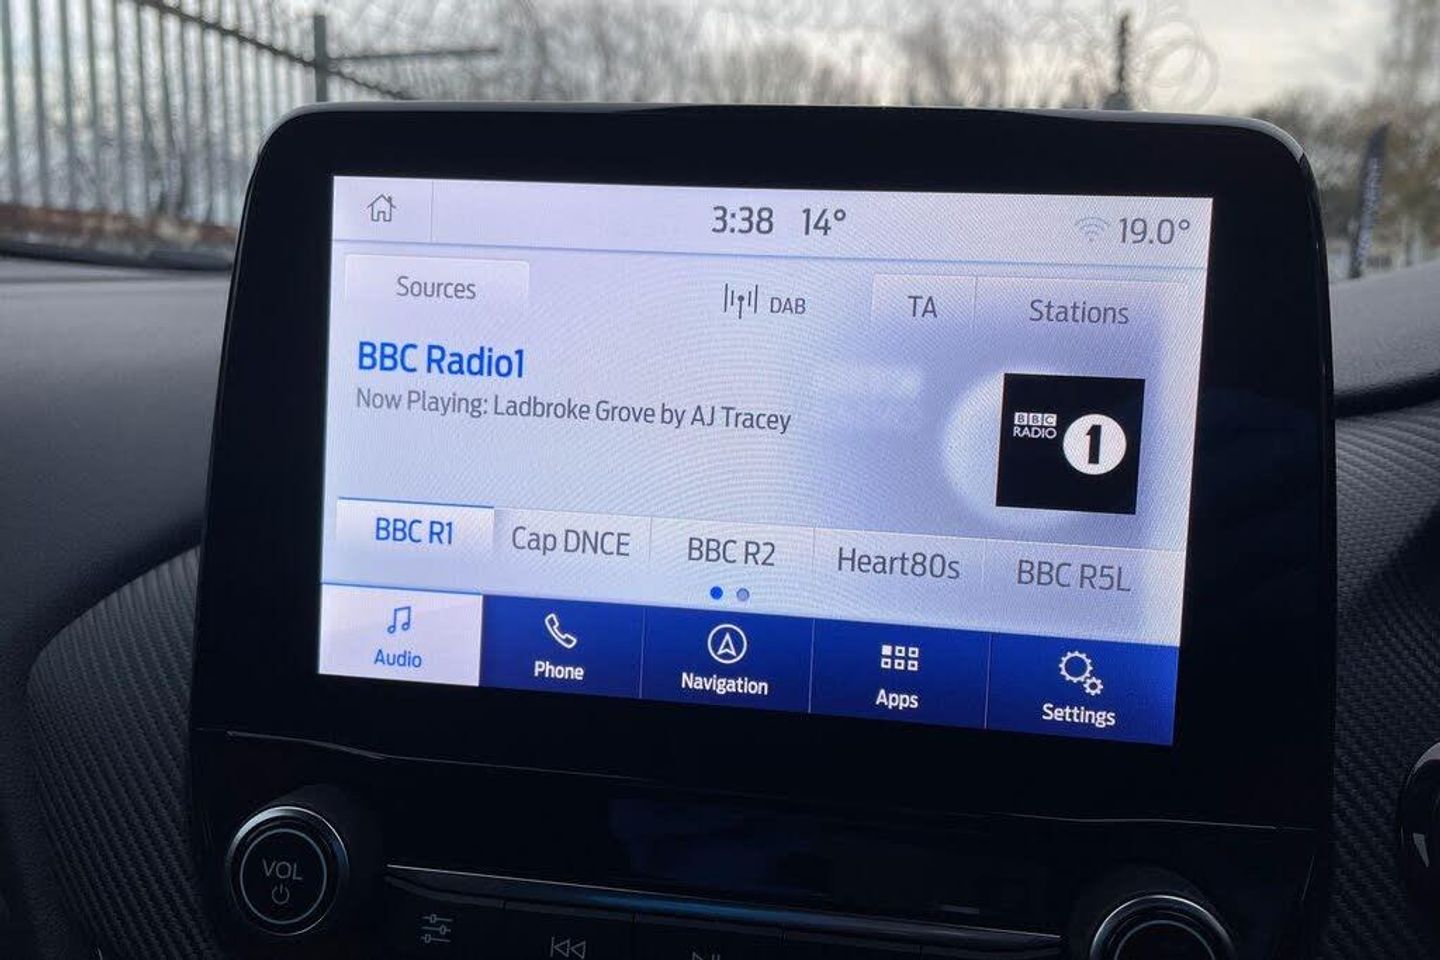 3:38 14° 19.0°
Sources DAB TA Stations
BBC Radio1
Now Playing: Ladbroke Grove by AJ Tracey
BBC
RADIO 1
BBC R1 Cap DNCE BBC R2 Heart80s BBC R5L
Audio Phone Navigation Apps Settings
VOL